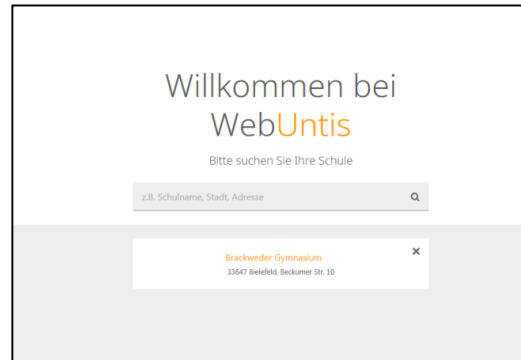 Willkommen bei
WebUntis
Bitte suchen Sie Ihre Schule
z.B. Schulname, Stadt, Adresse
Brackweder Gymnasium
33647 Bielefeld, Beckumer Str. 10